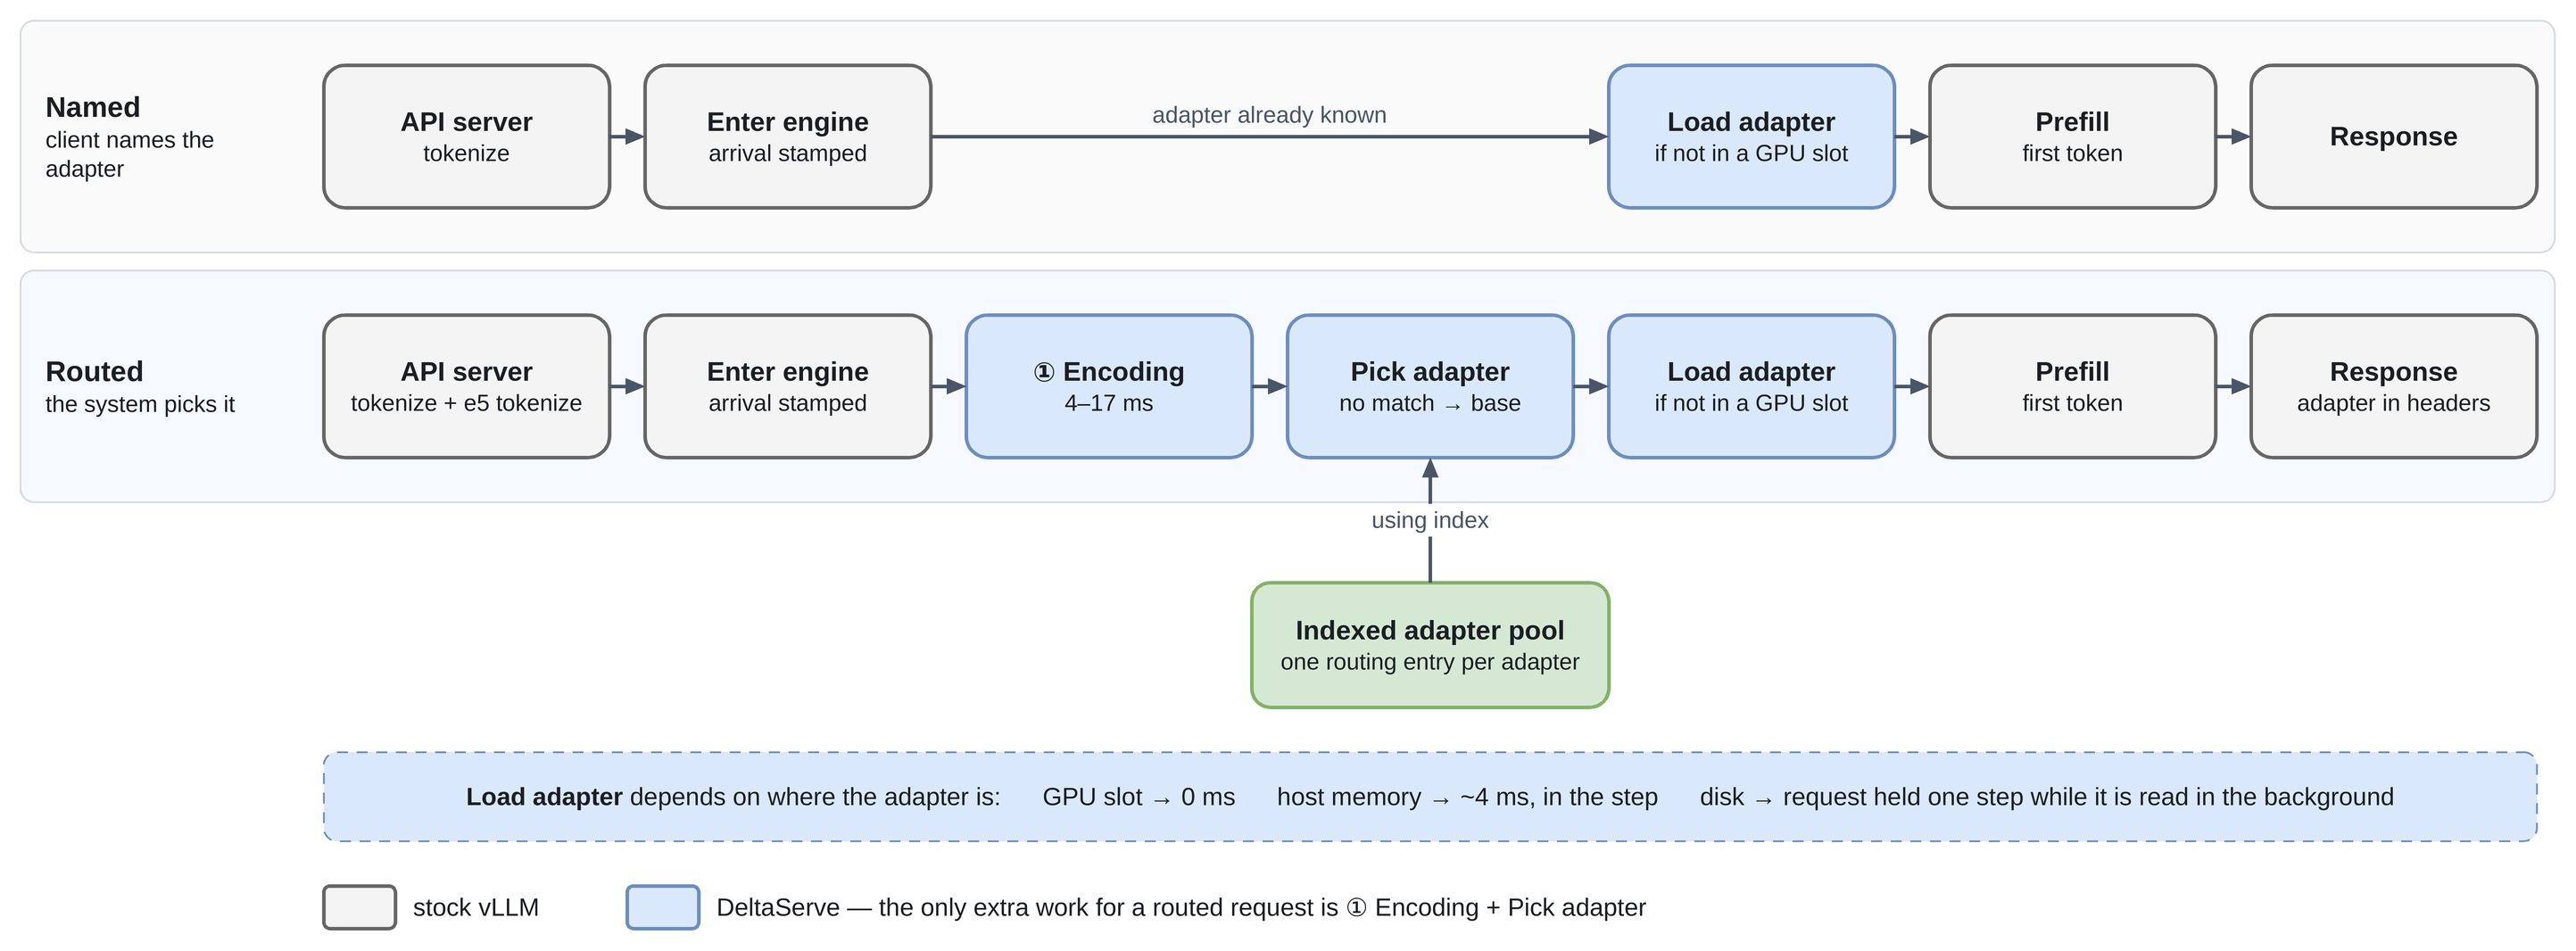 Named
client names the
adapter
API server
tokenize
Enter engine
arrival stamped
adapter already known
Load adapter
if not in a GPU slot
Prefill
first token
Response
Routed
the system picks it
API server
tokenize + e5 tokenize
Enter engine
arrival stamped
① Encoding
4–17 ms
Pick adapter
no match → base
Load adapter
if not in a GPU slot
Prefill
first token
Response
adapter in headers
using index
Indexed adapter pool
one routing entry per adapter
Load adapter depends on where the adapter is: GPU slot → 0 ms host memory → ~4 ms, in the step disk → request held one step while it is read in the background
stock vLLM
DeltaServe — the only extra work for a routed request is ① Encoding + Pick adapter